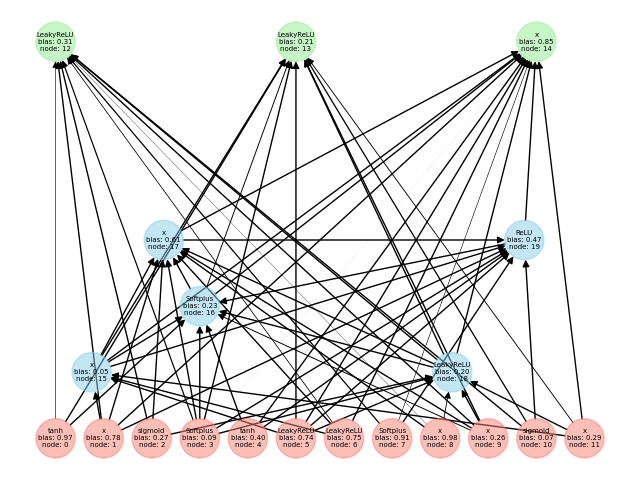 LeakyReLU
bias: 0.31
node: 12
LeakyReLU
bias: 0.21
node: 13
x
bias: 0.85
node: 14
x
bias: 0.61
node: 17
ReLU
bias: 0.47
node: 19
Softplus
bias: 0.23
node: 16
x
bias: 0.05
node: 15
LeakyReLU
bias: 0.20
node: 18
tanh
bias: 0.97
node: 0
x
bias: 0.78
node: 1
sigmoid
bias: 0.27
node: 2
Softplus
bias: 0.09
node: 3
tanh
bias: 0.40
node: 4
LeakyReLU
bias: 0.74
node: 5
LeakyReLU
bias: 0.75
node: 6
Softplus
bias: 0.91
node: 7
x
bias: 0.98
node: 8
x
bias: 0.26
node: 9
sigmoid
bias: 0.07
node: 10
x
bias: 0.29
node: 11